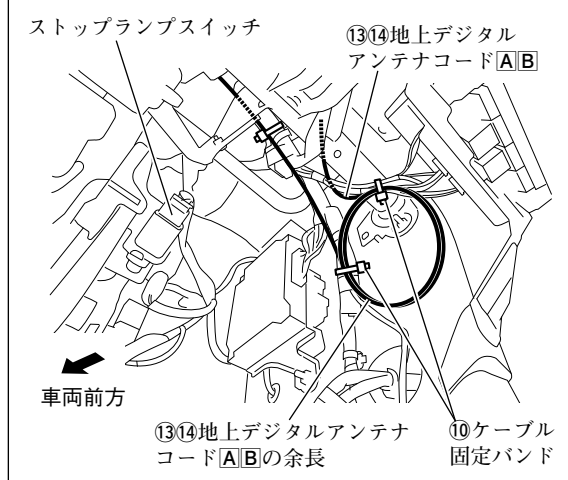 ストップランプスイッチ
⑬⑭地上デジタル
アンテナコード🄰🄱
車両前方
⑬⑭地上デジタルアンテナ
コード🄰🄱の余長
⑩ケーブル
固定バンド